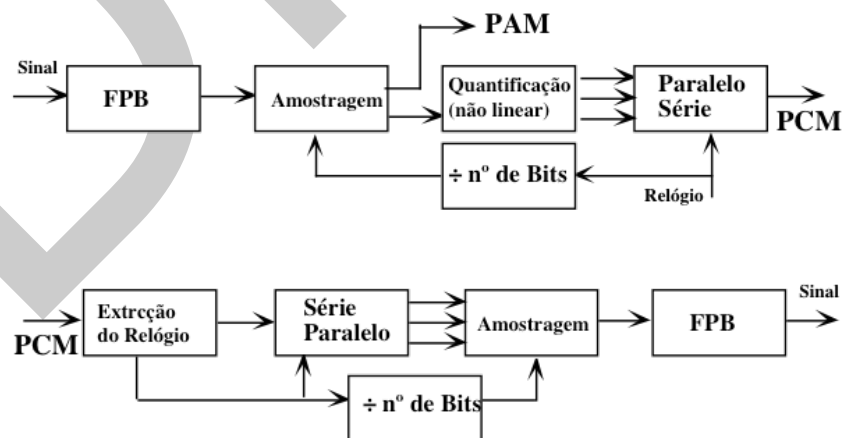 PAM
Sinal
FPB
Amostragem
Quantificação
(não linear)
Paralelo
Série
PCM
÷ nº de Bits
Relógio
Sinal
PCM
Extrcção
do Relógio
Série
Paralelo
Amostragem
FPB
÷ nº de Bits